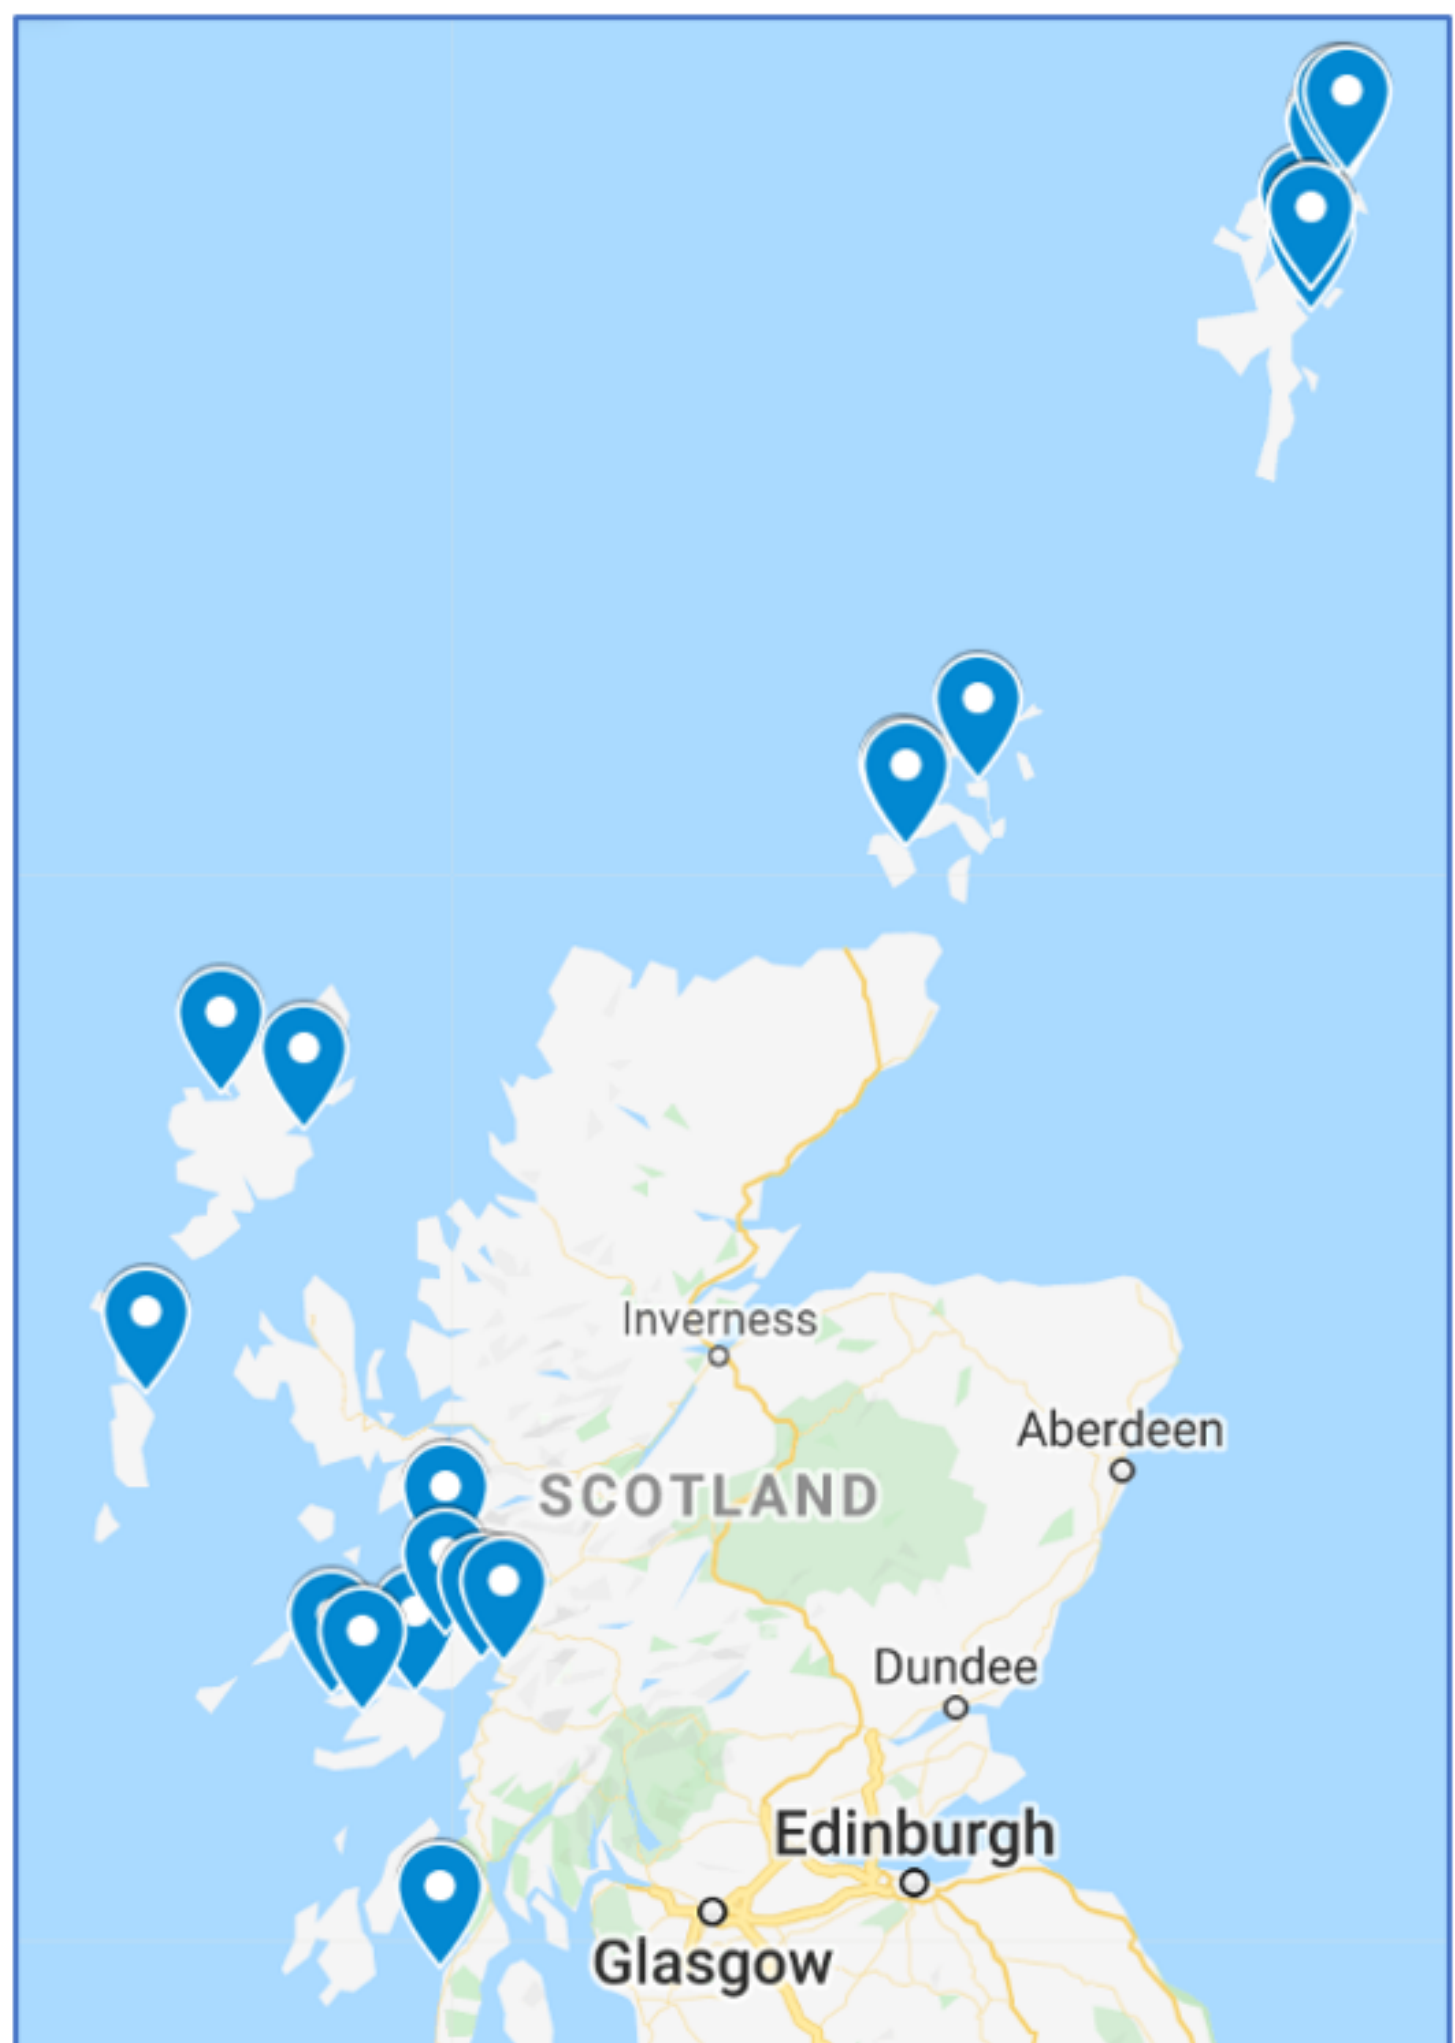 Inverness
Aberdeen
SCOTLAND
Dundee
Edinburgh
Glasgow